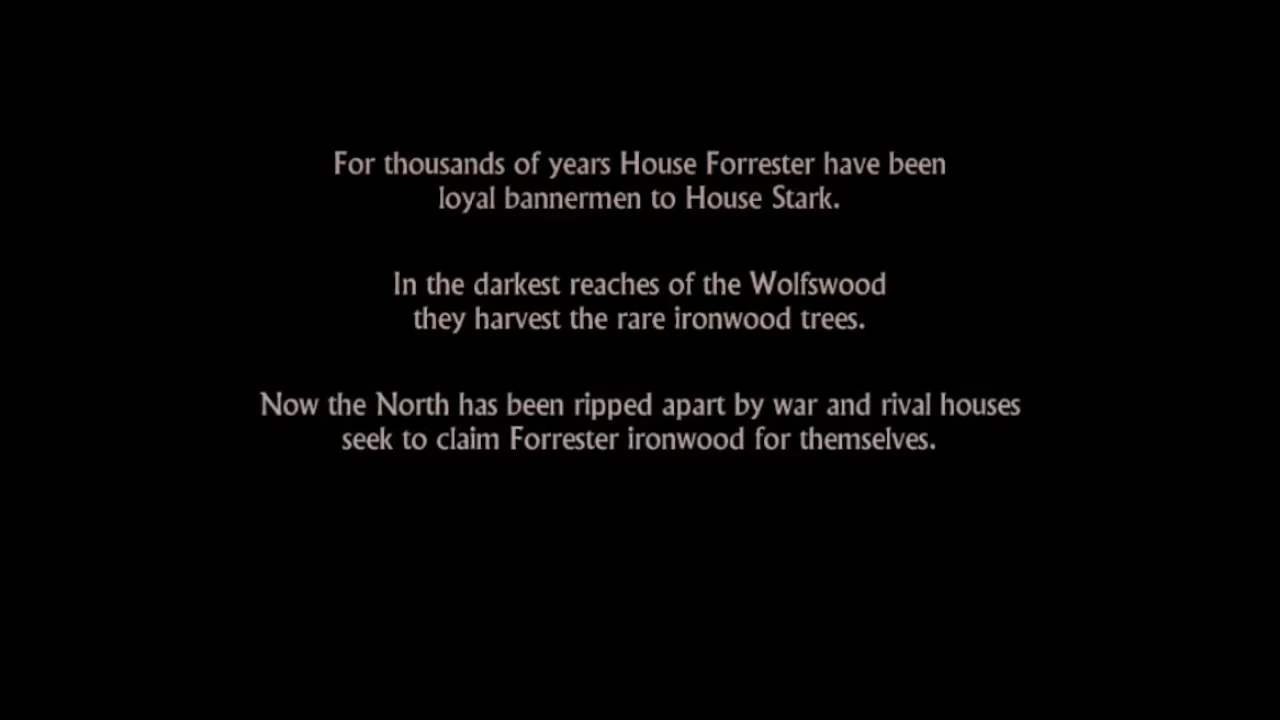 For thousands of years House Forrester have been
loyal bannermen to House Stark.
In the darkest reaches of the Wolfswood
they harvest the rare ironwood trees.
Now the North has been ripped apart by war and rival houses
seek to claim Forrester ironwood for themselves.